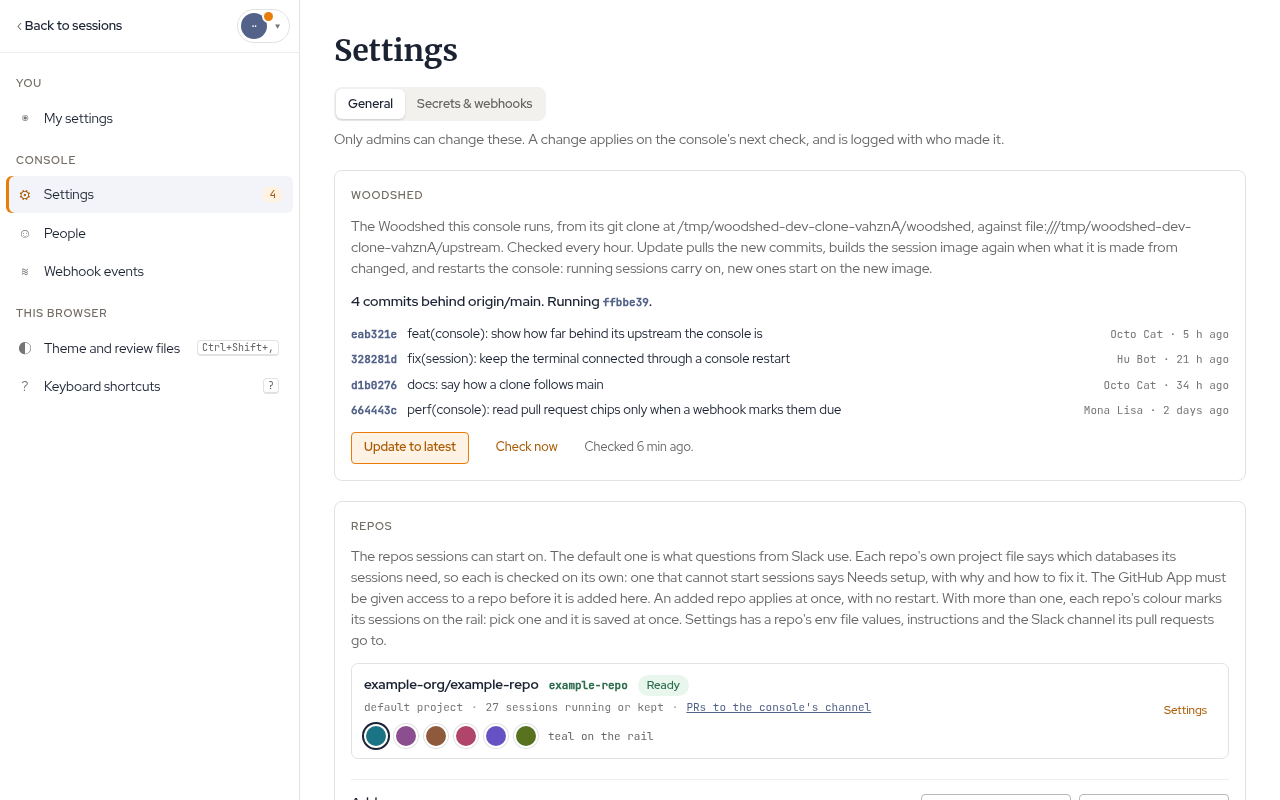 ‹ Back to sessions
YOU
My settings
CONSOLE
Settings 4
People
Webhook events
THIS BROWSER
Theme and review files Ctrl+Shift+,
? Keyboard shortcuts ?
Settings
General Secrets & webhooks
Only admins can change these. A change applies on the console's next check, and is logged with who made it.
WOODSHED
The Woodshed this console runs, from its git clone at /tmp/woodshed-dev-clone-vahznA/woodshed, against file:///tmp/woodshed-dev-
clone-vahznA/upstream. Checked every hour. Update pulls the new commits, builds the session image again when what it is made from
changed, and restarts the console: running sessions carry on, new ones start on the new image.
4 commits behind origin/main. Running ffbbe39.
eab321e feat(console): show how far behind its upstream the console is Octo Cat · 5 h ago
328281d fix(session): keep the terminal connected through a console restart Hu Bot · 21 h ago
d1b0276 docs: say how a clone follows main Octo Cat · 34 h ago
664443c perf(console): read pull request chips only when a webhook marks them due Mona Lisa · 2 days ago
Update to latest Check now Checked 6 min ago.
REPOS
The repos sessions can start on. The default one is what questions from Slack use. Each repo's own project file says which databases its
sessions need, so each is checked on its own: one that cannot start sessions says Needs setup, with why and how to fix it. The GitHub App must
be given access to a repo before it is added here. An added repo applies at once, with no restart. With more than one, each repo's colour marks
its sessions on the rail: pick one and it is saved at once. Settings has a repo's env file values, instructions and the Slack channel its pull requests
go to.
example-org/example-repo example-repo Ready
default project · 27 sessions running or kept · PRs to the console's channel
Settings
teal on the rail